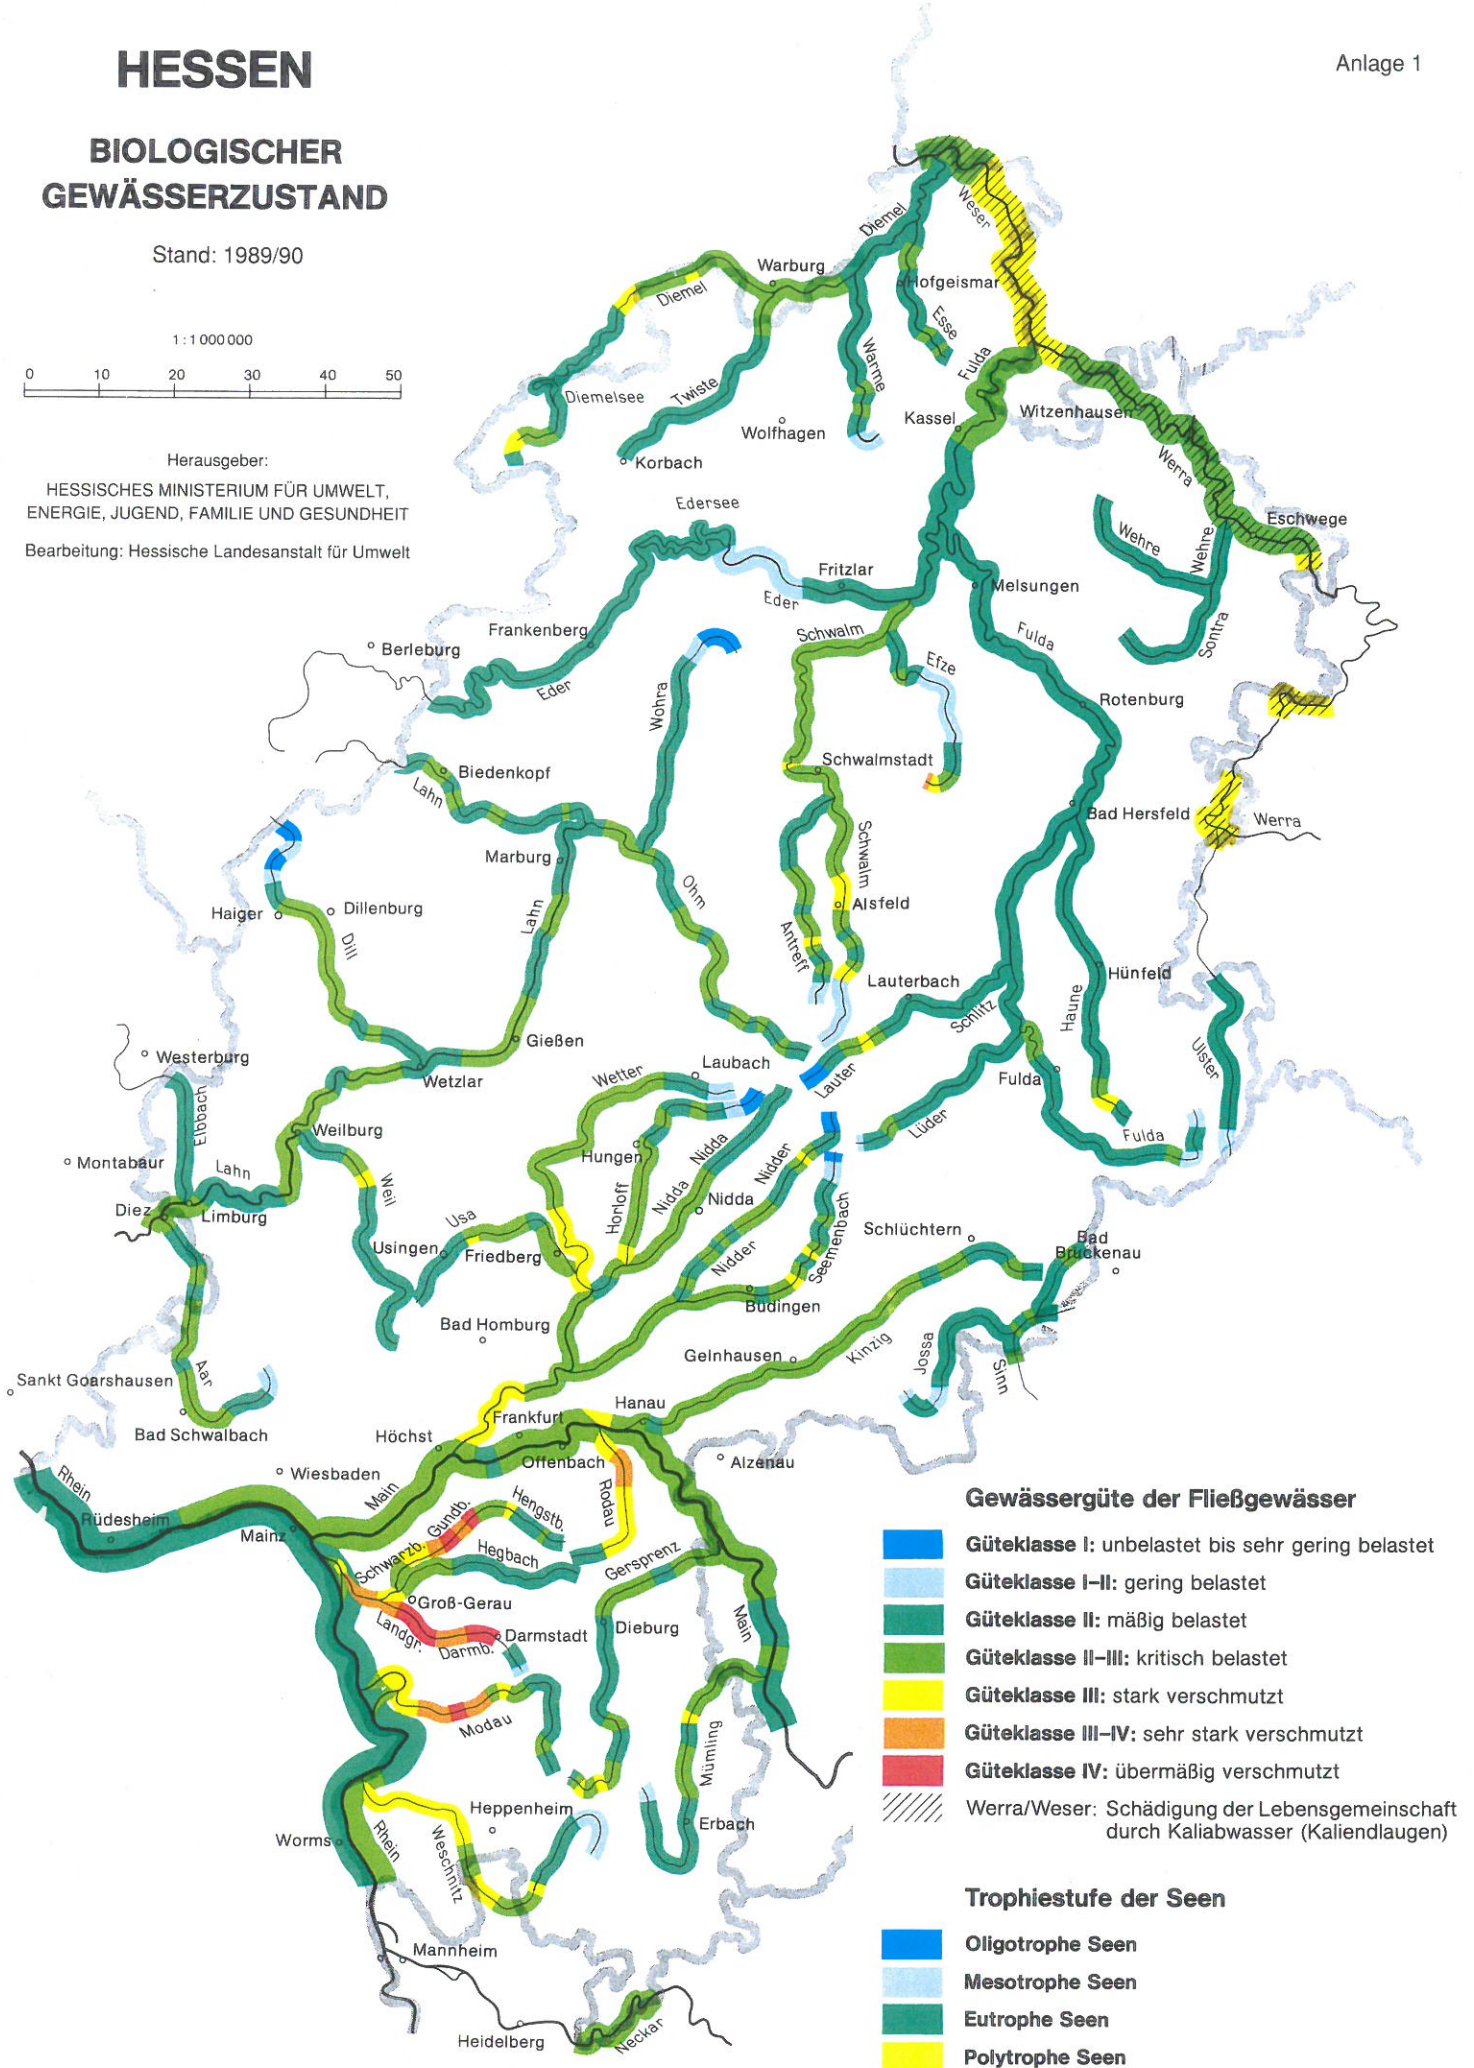 HESSEN
Anlage 1
BIOLOGISCHER
GEWÄSSERZUSTAND
Stand: 1989/90
1:1000000
0 10 20 30 40 50
Herausgeber:
HESSISCHES MINISTERIUM FÜR UMWELT,
ENERGIE, JUGEND, FAMILIE UND GESUNDHEIT
Bearbeitung: Hessische Landesanstalt für Umwelt
Weser
Diemel
Warburg
Hofgeismar
Diemel
Esse
Fulda
Warme
Diemelsee
Twiste
Kassel
Witzenhausen
Wolfhagen
Korbach
Werra
Edersee
Eschwege
Wehre
Wehre
Fritzlar
Eder
Melsungen
Schwalm
Fulda
Sontra
Frankenberg
Berleburg
Efze
Eder
Wohra
Rotenburg
Schwalmstadt
Biedenkopf
Lahn
Bad Hersfeld
Werra
Marburg
Schwalm
Ohm
Haiger
Dillenburg
Alsfeld
Lahn
Dill
Antreff
Lauterbach
Hünfeld
Schlitz
Haune
Gießen
Westerburg
Wetzlar
Wetter
Laubach
Lauter
Fulda
Ulster
Elbbach
Weilburg
Lüder
Fulda
Hungen
Nidda
Nidder
Montabaur
Lahn
Weil
Horloff
Nidda
Nidda
Diez
Limburg
Usa
Seemenbach
Schlüchtern
Bad
Brückenau
Usingen
Friedberg
Nidder
Büdingen
Bad Homburg
Gelnhausen
Kinzig
Jossa
Sinn
Aar
Sankt Goarshausen
Bad Schwalbach
Hanau
Frankfurt
Höchst
Offenbach
Alzenau
Rhein
Wiesbaden
Main
Rodau
Rüdesheim
Mainz
Schwarzb.
Gundb.
Hengstb.
Hegbach
Gersprenz
Groß-Gerau
Landgr.
Darmb.
Darmstadt
Dieburg
Main
Modau
Mümling
Heppenheim
Erbach
Worms
Rhein
Weschnitz
Mannheim
Heidelberg
Neckar
Gewässergüte der Fließgewässer
Güteklasse I: unbelastet bis sehr gering belastet
Güteklasse I–II: gering belastet
Güteklasse II: mäßig belastet
Güteklasse II–III: kritisch belastet
Güteklasse III: stark verschmutzt
Güteklasse III–IV: sehr stark verschmutzt
Güteklasse IV: übermäßig verschmutzt
Werra/Weser: Schädigung der Lebensgemeinschaft
durch Kaliabwasser (Kaliendlaugen)
Trophiestufe der Seen
Oligotrophe Seen
Mesotrophe Seen
Eutrophe Seen
Polytrophe Seen